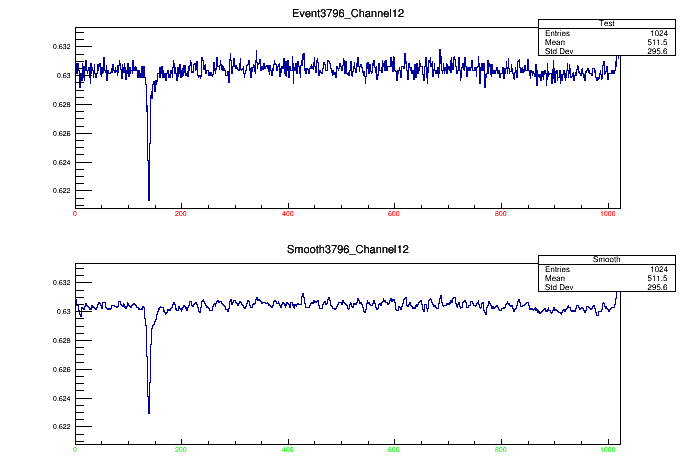 Event3796_Channel12
Test
Entries 1024
Mean 511.5
Std Dev 295.6
0.632
0.63
0.628
0.626
0.624
0.622
0 200 400 600 800 1000
Smooth3796_Channel12
Smooth
Entries 1024
Mean 511.5
Std Dev 295.6
0.632
0.63
0.628
0.626
0.624
0.622
0 200 400 600 800 1000